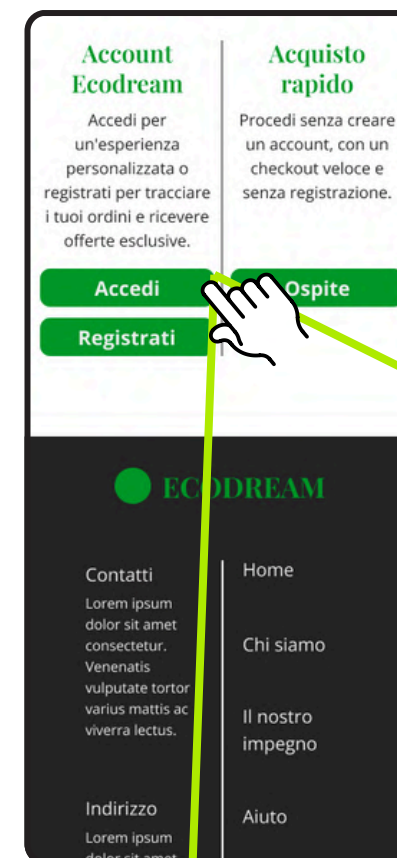 Account
Ecodream
Accedi per
un'esperienza
personalizzata o
registrati per tracciare
i tuoi ordini e ricevere
offerte esclusive.
Accedi
Registrati
Acquisto
rapido
Procedi senza creare
un account, con un
checkout veloce e
senza registrazione.
Ospite
ECODREAM
Contatti
Lorem ipsum
dolor sit amet
consectetur.
Venenatis
vulputate tortor
varius mattis ac
viverra lectus.
Indirizzo
Lorem ipsum
dolor sit amet
Home
Chi siamo
Il nostro
impegno
Aiuto